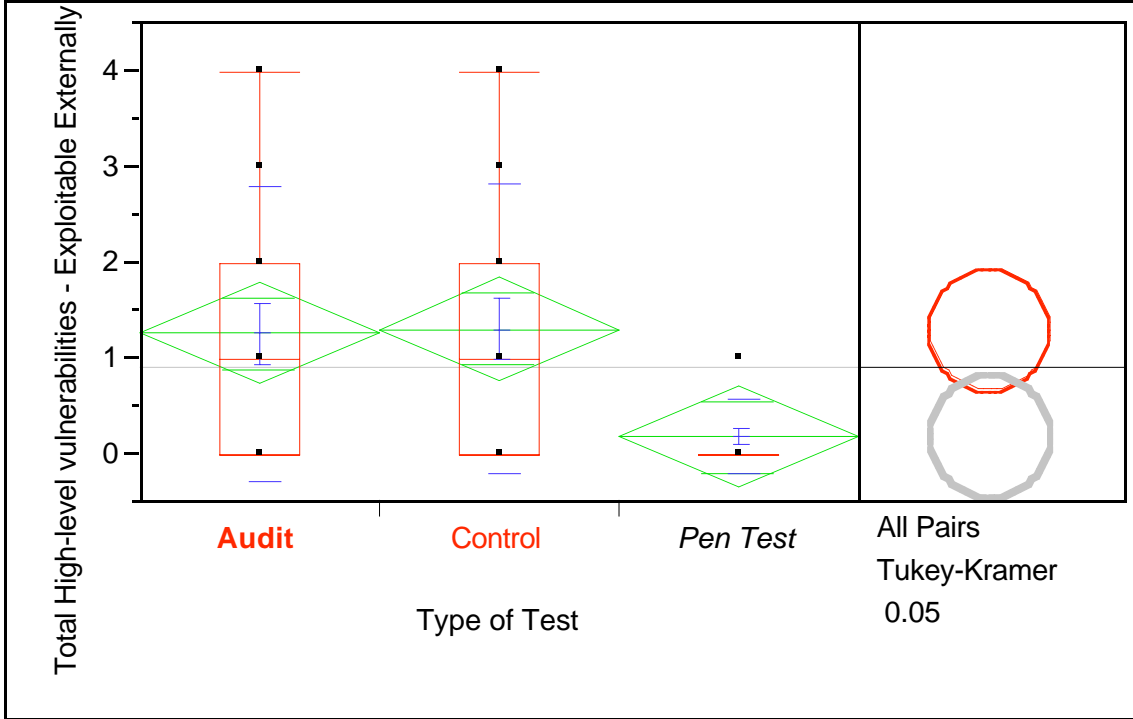 Total High-level vulnerabilities - Exploitable Externally
4
3
2
1
0
Audit
Control
Pen Test
Type of Test
All Pairs
Tukey-Kramer
0.05